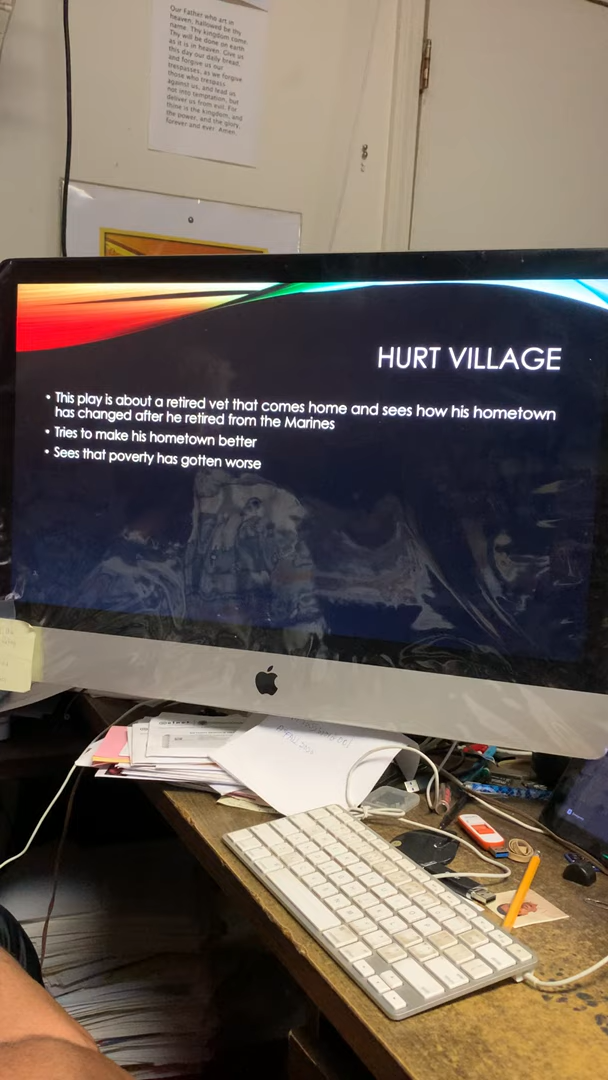 Our Father who art in
heaven, hallowed be thy
name. Thy kingdom come.
Thy will be done on earth
as it is in heaven. Give us
this day our daily bread,
and forgive us our
trespasses, as we forgive
those who trespass
against us, and lead us
not into temptation, but
deliver us from evil. For
thine is the kingdom, and
the power, and the glory,
forever and ever. Amen.
HURT VILLAGE
• This play is about a retired vet that comes home and sees how his hometown
has changed after he retired from the Marines
• Tries to make his hometown better
• Sees that poverty has gotten worse